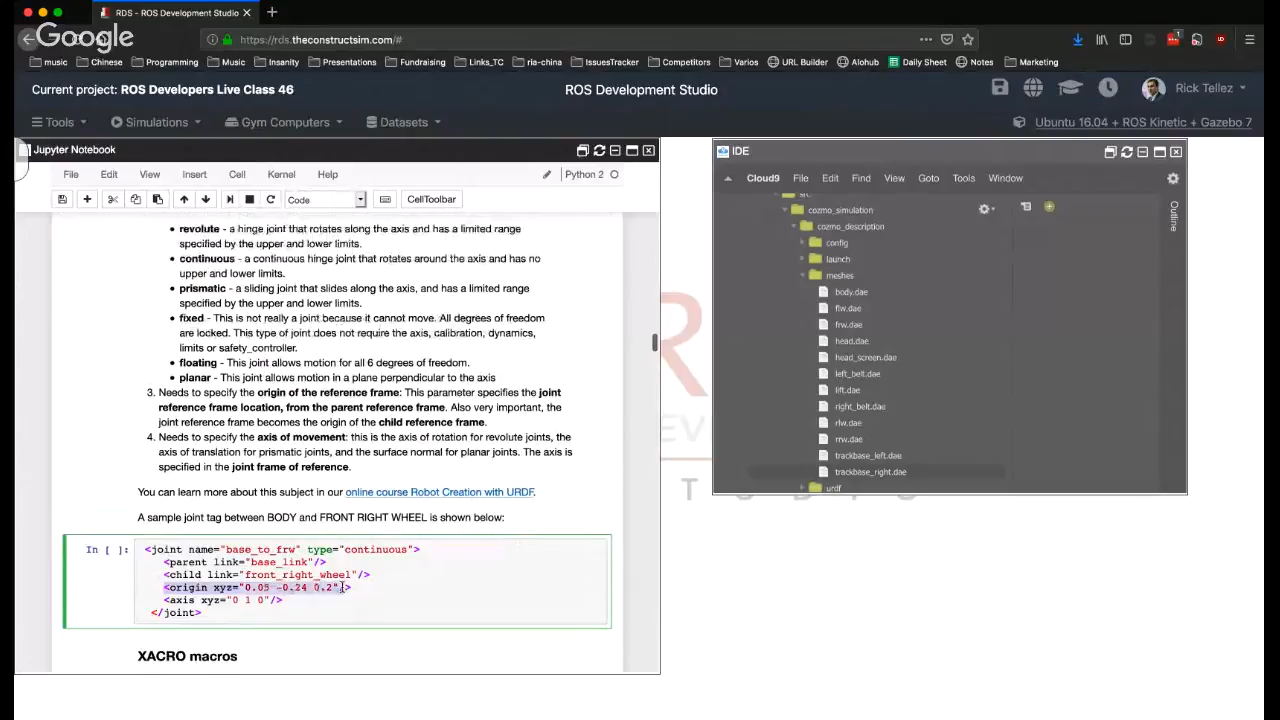 RDS - ROS Development Studio
Google
https://rds.theconstructsim.com/#
music Chinese Programming Music Insanity Presentations Fundraising Links_TC ria-china IssuesTracker Competitors Varios URL Builder Alohub Daily Sheet Notes Marketing
Current project: ROS Developers Live Class 46
ROS Development Studio
Rick Tellez
Tools Simulations Gym Computers Datasets
Ubuntu 16.04 + ROS Kinetic + Gazebo 7
Jupyter Notebook
File Edit View Insert Cell Kernel Help
Python 2
Code
CellToolbar
• revolute - a hinge joint that rotates along the axis and has a limited range
specified by the upper and lower limits.
• continuous - a continuous hinge joint that rotates around the axis and has no
upper and lower limits.
• prismatic - a sliding joint that slides along the axis, and has a limited range
specified by the upper and lower limits.
• fixed - This is not really a joint because it cannot move. All degrees of freedom
are locked. This type of joint does not require the axis, calibration, dynamics,
limits or safety_controller.
• floating - This joint allows motion for all 6 degrees of freedom.
• planar - This joint allows motion in a plane perpendicular to the axis
3. Needs to specify the origin of the reference frame: This parameter specifies the joint
reference frame location, from the parent reference frame. Also very important, the
joint reference frame becomes the origin of the child reference frame.
4. Needs to specify the axis of movement: this is the axis of rotation for revolute joints, the
axis of translation for prismatic joints, and the surface normal for planar joints. The axis is
specified in the joint frame of reference.
You can learn more about this subject in our online course Robot Creation with URDF.
A sample joint tag between BODY and FRONT RIGHT WHEEL is shown below:
In [ ]:
<joint name="base_to_frw" type="continuous">
<parent link="base_link"/>
<child link="front_right_wheel"/>
<origin xyz="0.05 -0.24 0.2"/>
<axis xyz="0 1 0"/>
</joint>
XACRO macros
IDE
Cloud9 File Edit Find View Goto Tools Window
src
cozmo_simulation
cozmo_description
config
launch
meshes
body.dae
flw.dae
frw.dae
head.dae
head_screen.dae
left_belt.dae
lift.dae
right_belt.dae
rlw.dae
rrw.dae
trackbase_left.dae
trackbase_right.dae
urdf
Outline